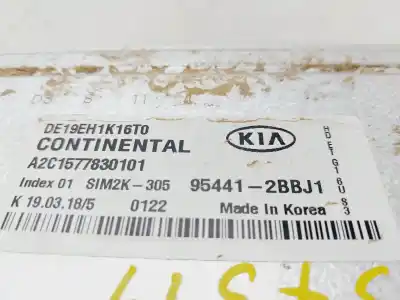 DE19EH1K16T0
CONTINENTAL
KIA
A2C1577830101
Index 01 SIM2K-305
95441-2BBJ1
K 19.03.18/5 0122
Made in Korea